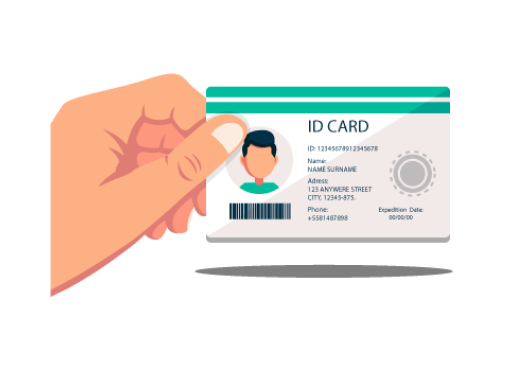 ID CARD
ID: 12345678912345678
Name:
NAME SURNAME
Adress:
123 ANYWERE STREET
CITY, 12345-875.
Phone:
+5581487898
Expedition Date:
00/00/00